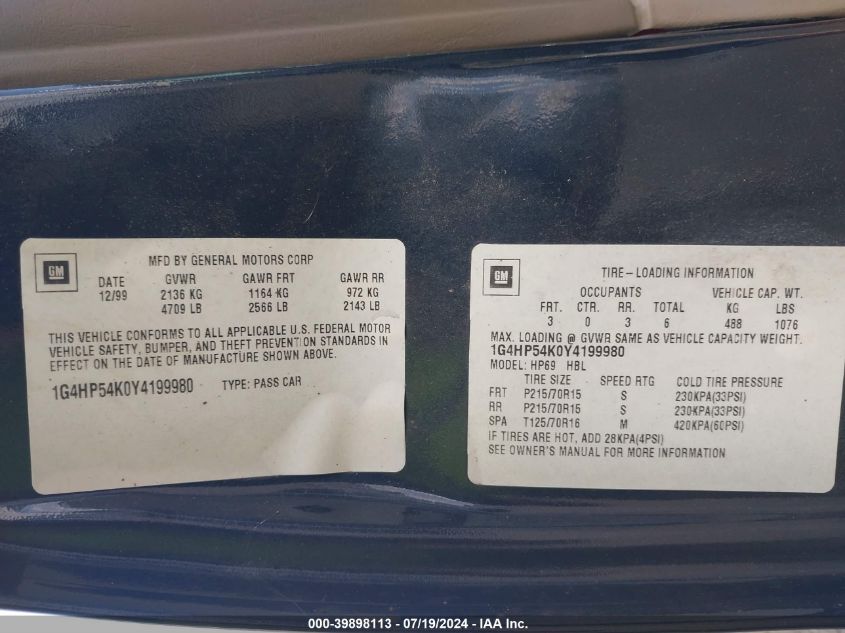 GM
MFD BY GENERAL MOTORS CORP
DATE GVWR GAWR FRT GAWR RR
12/99 2136 KG 1164 KG 972 KG
4709 LB 2566 LB 2143 LB
THIS VEHICLE CONFORMS TO ALL APPLICABLE U.S. FEDERAL MOTOR
VEHICLE SAFETY, BUMPER, AND THEFT PREVENTION STANDARDS IN
EFFECT ON THE DATE OF MANUFACTURE SHOWN ABOVE.
1G4HP54K0Y4199980 TYPE: PASS CAR
GM
TIRE-LOADING INFORMATION
OCCUPANTS VEHICLE CAP. WT.
FRT. CTR. RR. TOTAL KG LBS
3 0 3 6 488 1076
MAX. LOADING @ GVWR SAME AS VEHICLE CAPACITY WEIGHT.
1G4HP54K0Y4199980
MODEL: HP69 HBL
TIRE SIZE SPEED RTG COLD TIRE PRESSURE
FRT P215/70R15 S 230KPA(33PSI)
RR P215/70R15 S 230KPA(33PSI)
SPA T125/70R16 M 420KPA(60PSI)
IF TIRES ARE HOT, ADD 28KPA(4PSI)
SEE OWNER'S MANUAL FOR MORE INFORMATION
000-39898113 - 07/19/2024 - IAA Inc.